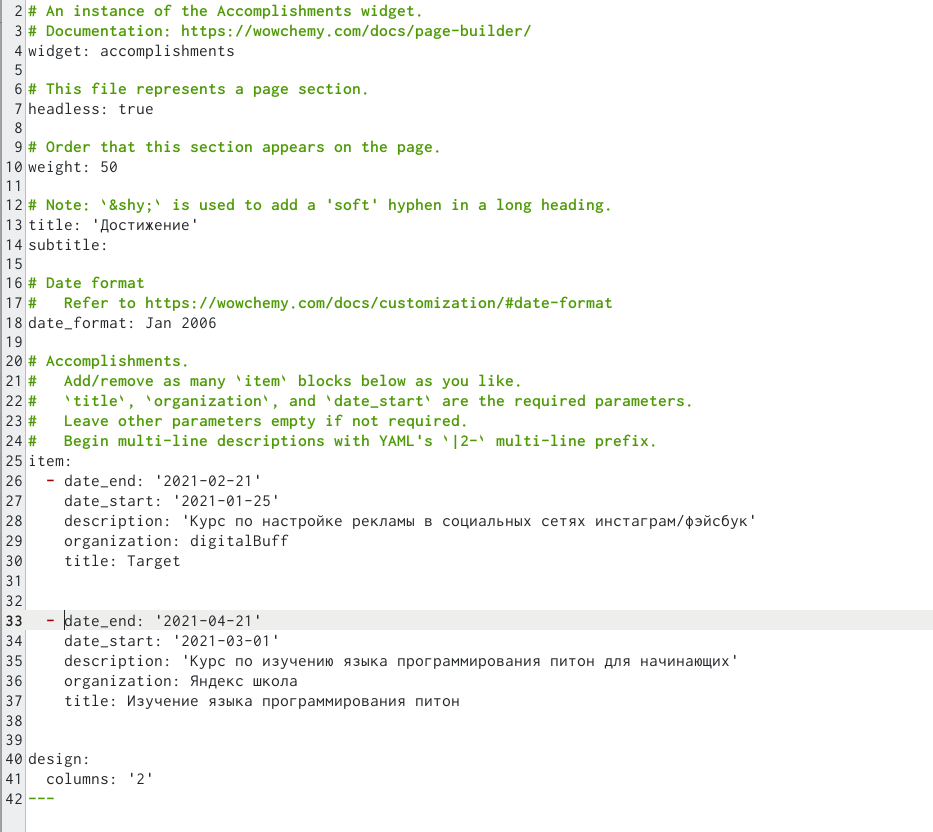 2 # An instance of the Accomplishments widget.
3 # Documentation: https://wowchemy.com/docs/page-builder/
4 widget: accomplishments
5
6 # This file represents a page section.
7 headless: true
8
9 # Order that this section appears on the page.
10 weight: 50
11
12 # Note: `&shy;` is used to add a 'soft' hyphen in a long heading.
13 title: 'Достижение'
14 subtitle:
15
16 # Date format
17 #   Refer to https://wowchemy.com/docs/customization/#date-format
18 date_format: Jan 2006
19
20 # Accomplishments.
21 #   Add/remove as many `item` blocks below as you like.
22 #   `title`, `organization`, and `date_start` are the required parameters.
23 #   Leave other parameters empty if not required.
24 #   Begin multi-line descriptions with YAML's `|2-` multi-line prefix.
25 item:
26   - date_end: '2021-02-21'
27     date_start: '2021-01-25'
28     description: 'Курс по настройке рекламы в социальных сетях инстаграм/фэйсбук'
29     organization: digitalBuff
30     title: Target
31
32
33   - date_end: '2021-04-21'
34     date_start: '2021-03-01'
35     description: 'Курс по изучению языка программирования питон для начинающих'
36     organization: Яндекс школа
37     title: Изучение языка программирования питон
38
39
40 design:
41   columns: '2'
42 ---